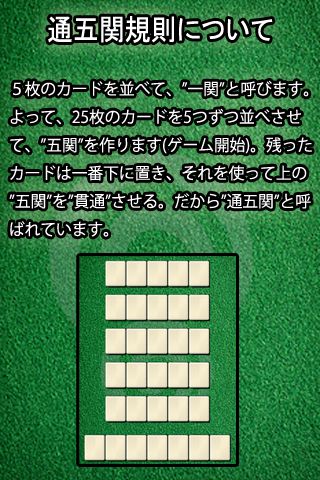 通五関規則について
５枚のカードを並べて、”一関”と呼びます。
よって、25枚のカードを5つずつ並べさせ
て、”五関”を作ります(ゲーム開始)。残った
カードは一番下に置き、それを使って上の
”五関”を”貫通”させる。だから”通五関”と呼
ばれています。